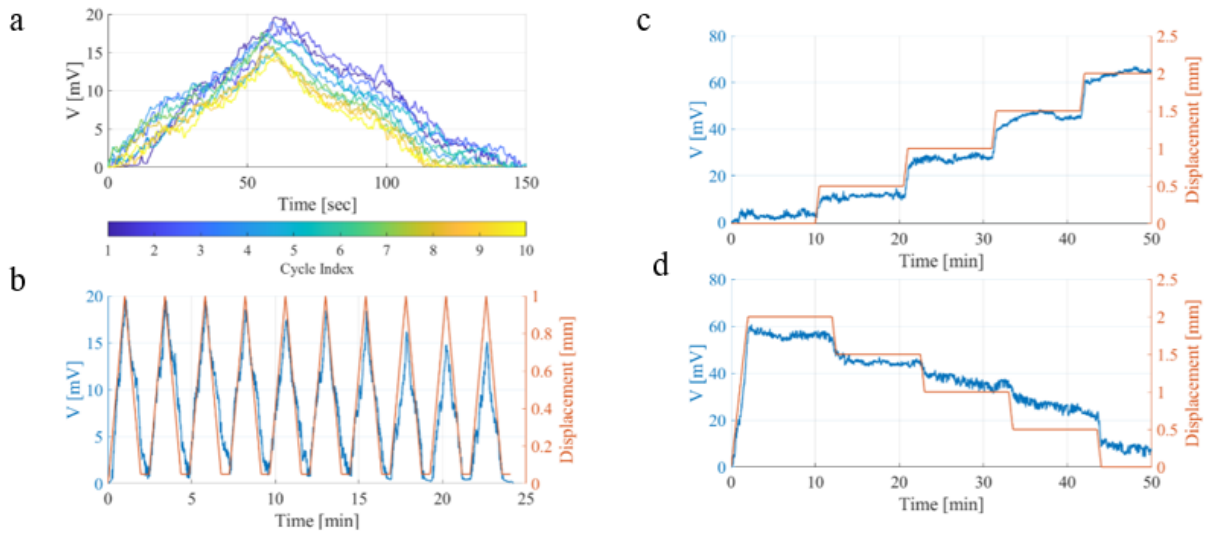 a
20
15
10
5
0
V [mV]
0 50 100 150
Time [sec]
1 2 3 4 5 6 7 8 9 10
Cycle Index
b
20
15
10
5
0
V [mV]
1
0.8
0.6
0.4
0.2
0
Displacement [mm]
0 5 10 15 20 25
Time [min]
c
80
60
40
20
0
V [mV]
2.5
2
1.5
1
0.5
0
Displacement [mm]
0 10 20 30 40 50
Time [min]
d
80
60
40
20
0
V [mV]
2.5
2
1.5
1
0.5
0
Displacement [mm]
0 10 20 30 40 50
Time [min]